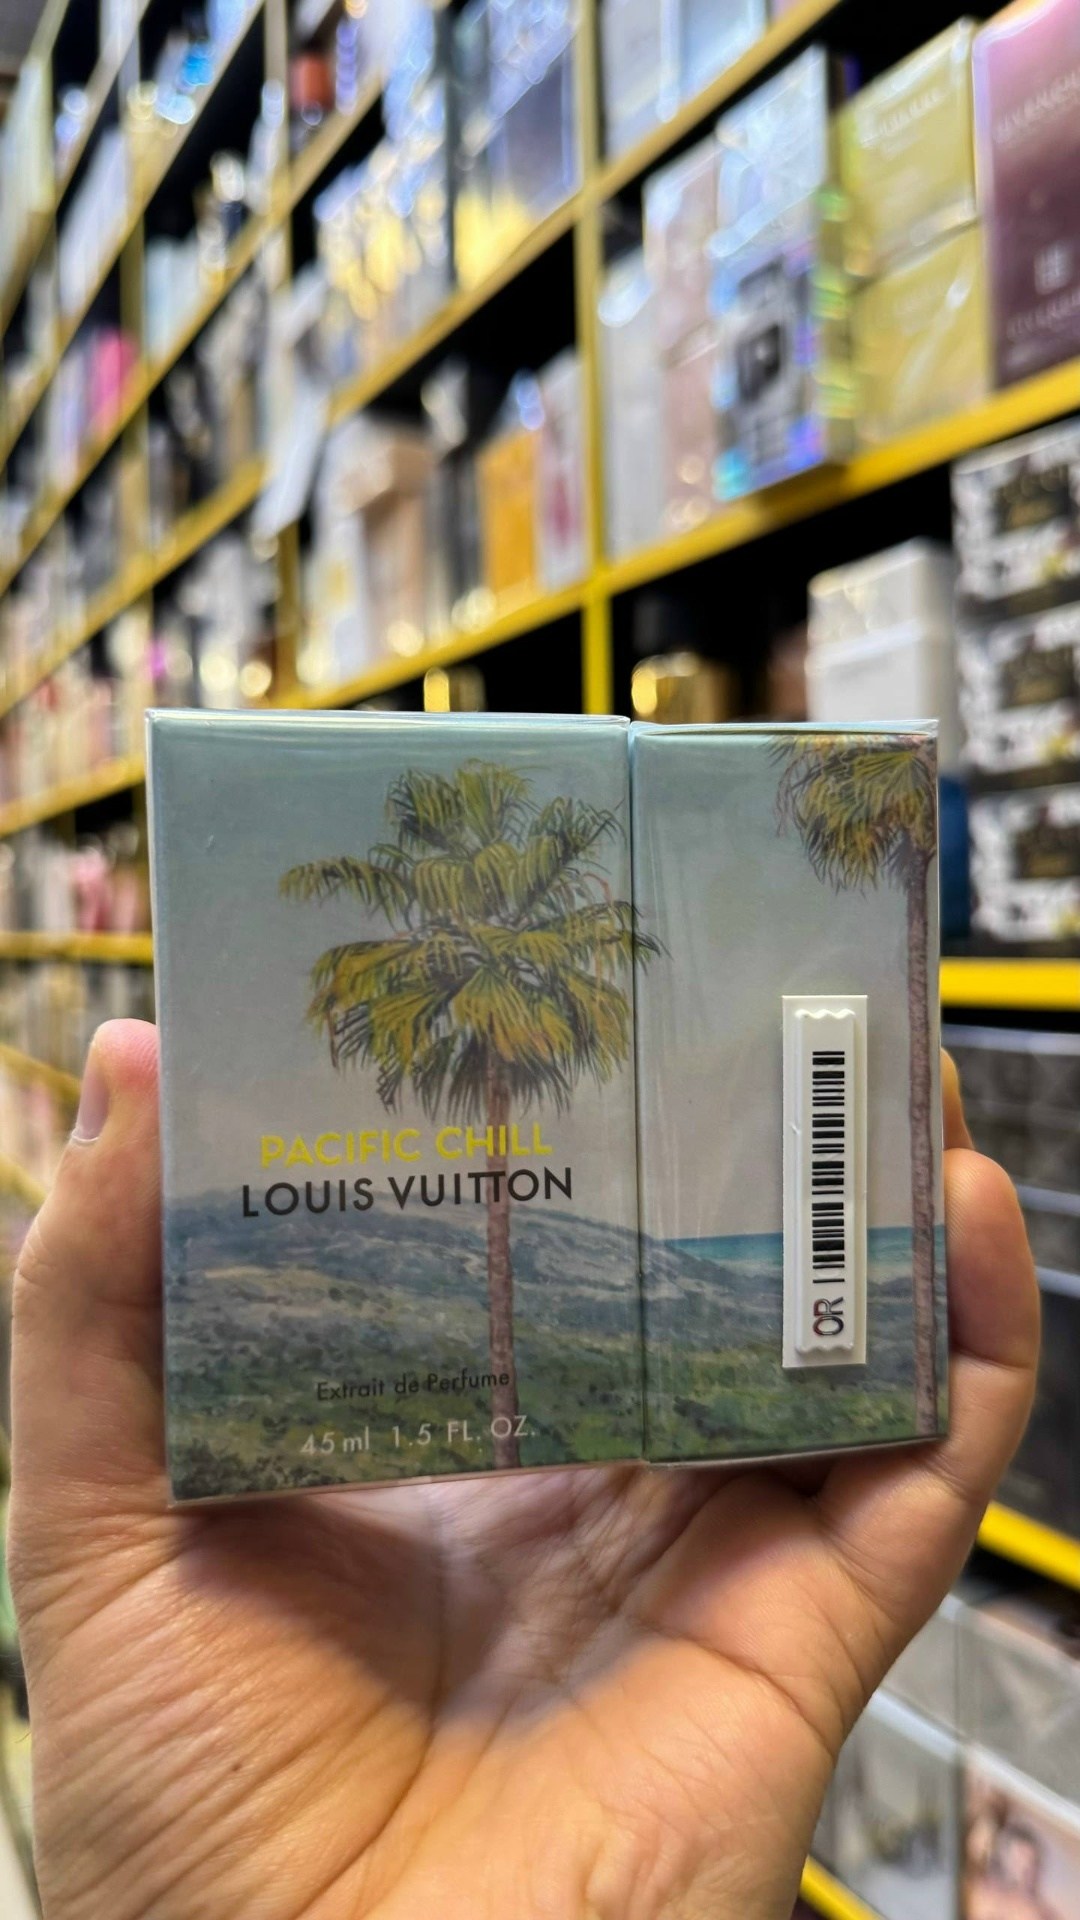 PACIFIC CHILL
LOUIS VUITTON
Extrait de Perfume
45 ml 1.5 FL. OZ.
OR